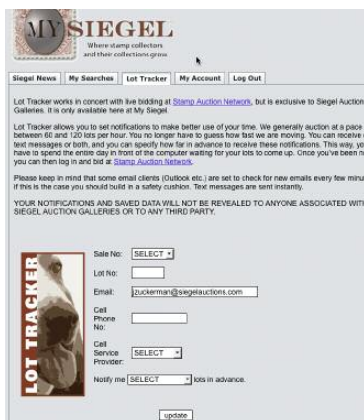 MY SIEGEL
Where stamp collectors
and their collections grow.
Siegel News My Searches Lot Tracker My Account Log Out
Lot Tracker works in concert with live bidding at Stamp Auction Network, but is exclusive to Siegel Auction
Galleries. It is only available here at My Siegel.
Lot Tracker allows you to set notifications to make better use of your time. We generally auction at a pace
between 60 and 120 lots per hour. You no longer have to guess how fast we are moving. You can receive
text messages or both, and you can specify how far in advance to receive these notifications. This way, yo
have to spend the entire day in front of the computer waiting for your lots to come up. Once you've been no
you can then log in and bid at Stamp Auction Network.
Please keep in mind that some email clients (Outlook etc.) are set to check for new emails every few minu
if this is the case you should build in a safety cushion. Text messages are sent instantly.
YOUR NOTIFICATIONS AND SAVED DATA WILL NOT BE REVEALED TO ANYONE ASSOCIATED WIT
SIEGEL AUCTION GALLERIES OR TO ANY THIRD PARTY.
LOT TRACKER
Sale No: SELECT
Lot No:
Email: jzuckerman@siegelauctions.com
Cell
Phone
No:
Cell
Service
Provider: SELECT
Notify me SELECT lots in advance.
update